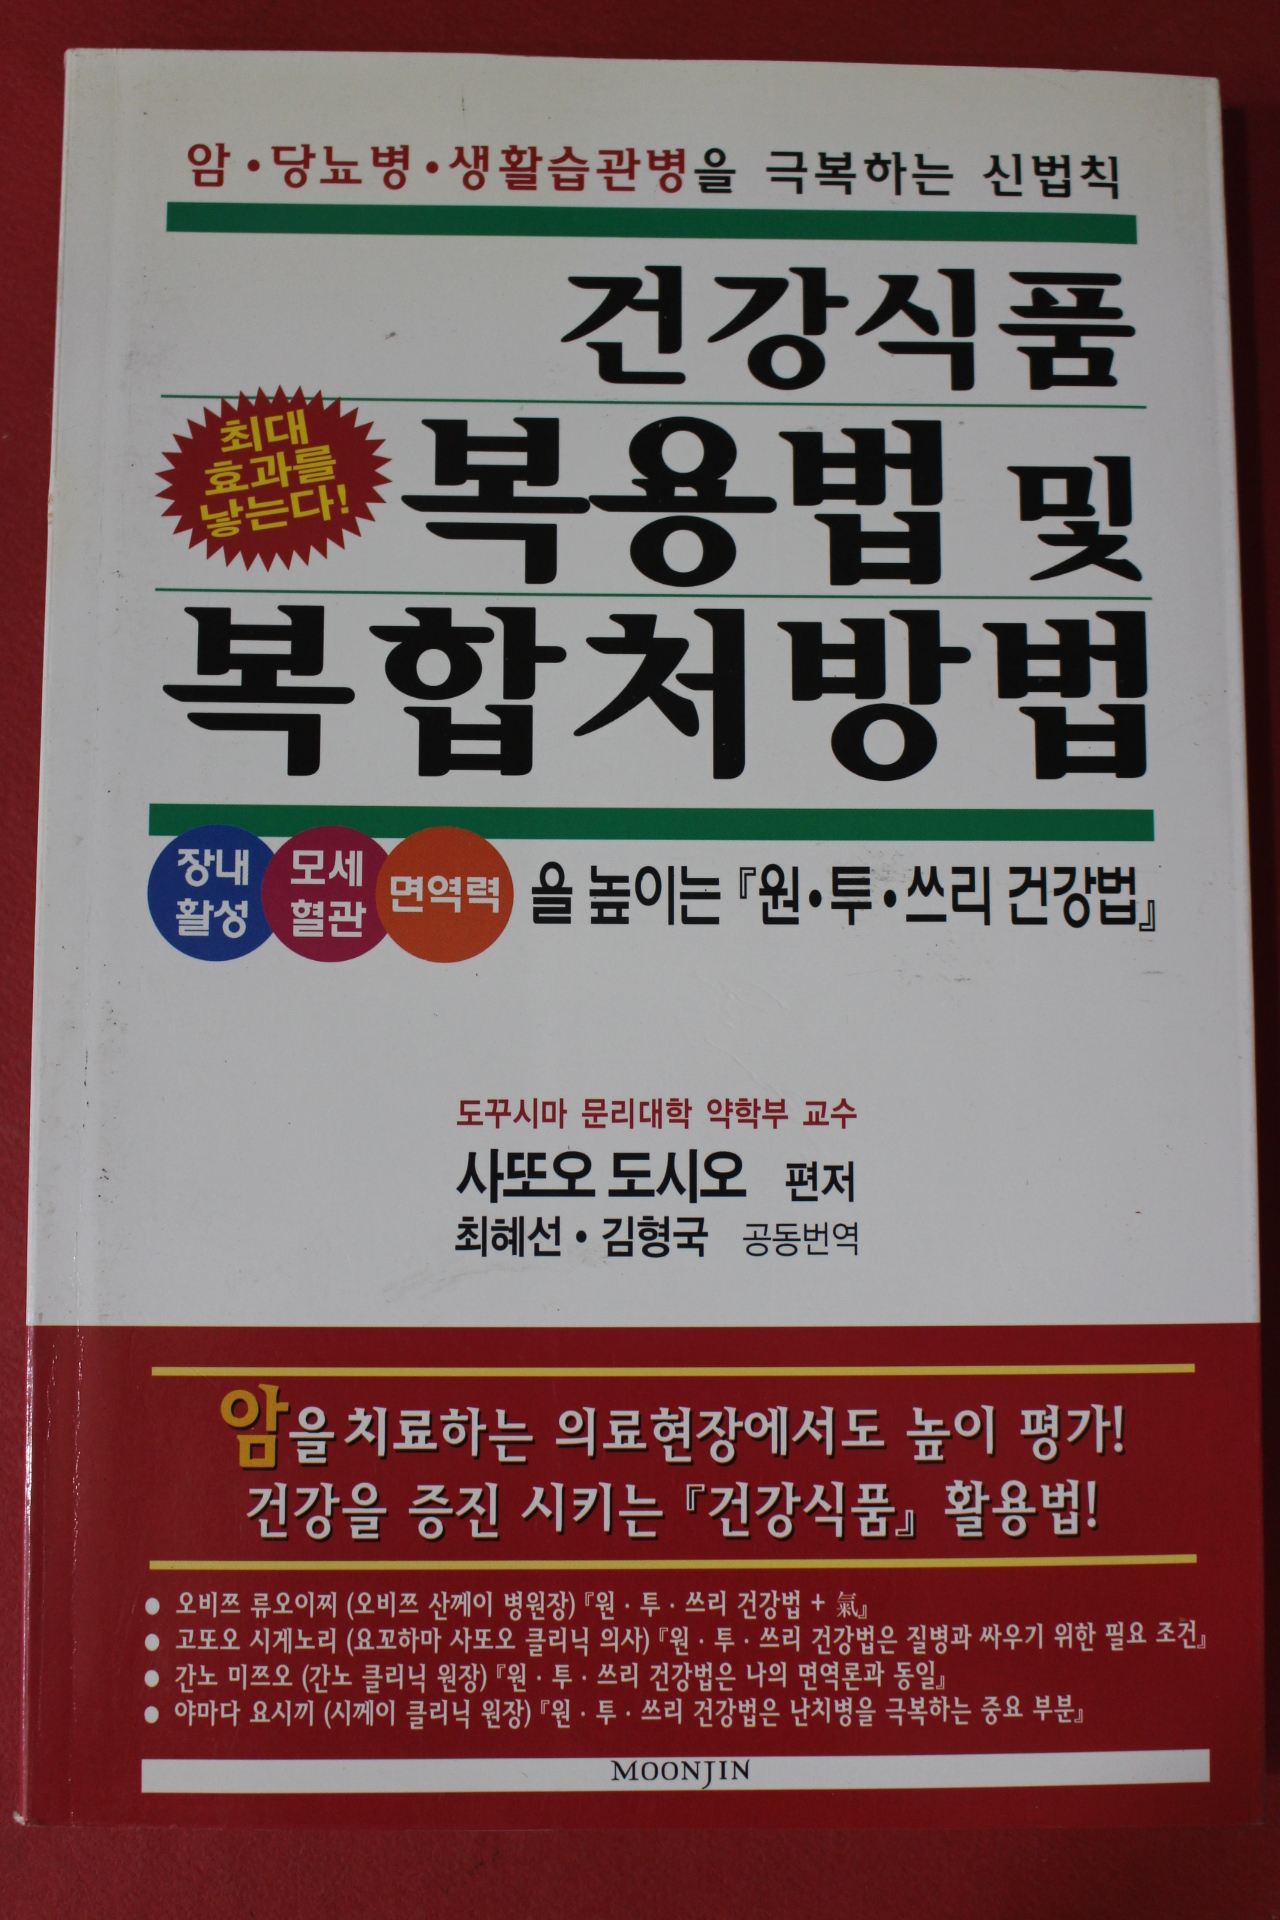 암·당뇨병·생활습관병을 극복하는 신법칙
건강식품
최대
효과를
낳는다!
복용법 및
복합처방법
장내
활성
모세
혈관
면역력
을 높이는 『원·투·쓰리 건강법』
도꾸시마 문리대학 약학부 교수
사또오 도시오 편저
최혜선·김형국 공동번역
암을 치료하는 의료현장에서도 높이 평가!
건강을 증진 시키는 『건강식품』 활용법!
● 오비쯔 류오이찌 (오비쯔 산께이 병원장) 『원·투·쓰리 건강법 + 氣』
● 고또오 시게노리 (요꼬하마 사또오 클리닉 의사) 『원·투·쓰리 건강법은 질병과 싸우기 위한 필요 조건』
● 간노 미쯔오 (간노 클리닉 원장) 『원·투·쓰리 건강법은 나의 면역론과 동일』
● 야마다 요시끼 (시께이 클리닉 원장) 『원·투·쓰리 건강법은 난치병을 극복하는 중요 부분』
MOONJIN